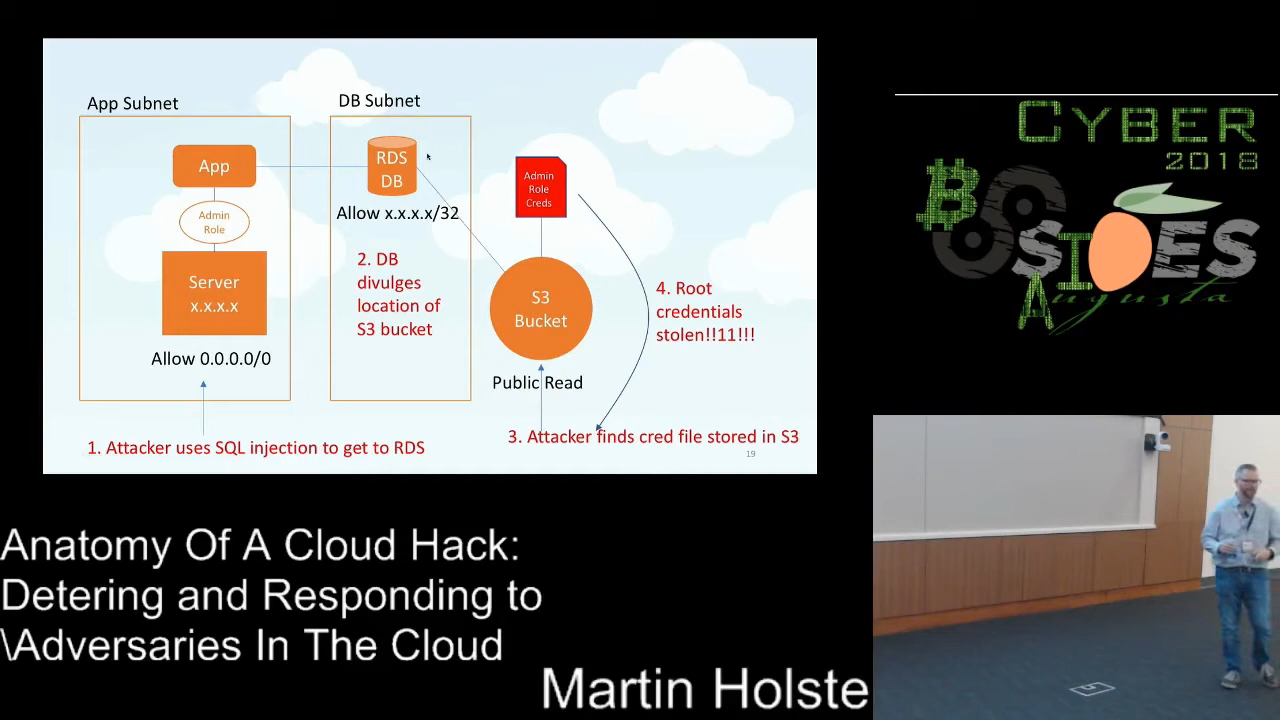 App Subnet
DB Subnet
App
RDS
DB
Admin
Role
Creds
Admin
Role
Allow x.x.x.x/32
Server
x.x.x.x
2. DB
divulges
location of
S3 bucket
S3
Bucket
4. Root
credentials
stolen!!11!!!
Allow 0.0.0.0/0
Public Read
1. Attacker uses SQL injection to get to RDS
3. Attacker finds cred file stored in S3
19
CYBER
2018
BSIDES
Augusta
Anatomy Of A Cloud Hack:
Detering and Responding to
\Adversaries In The Cloud
Martin Holste